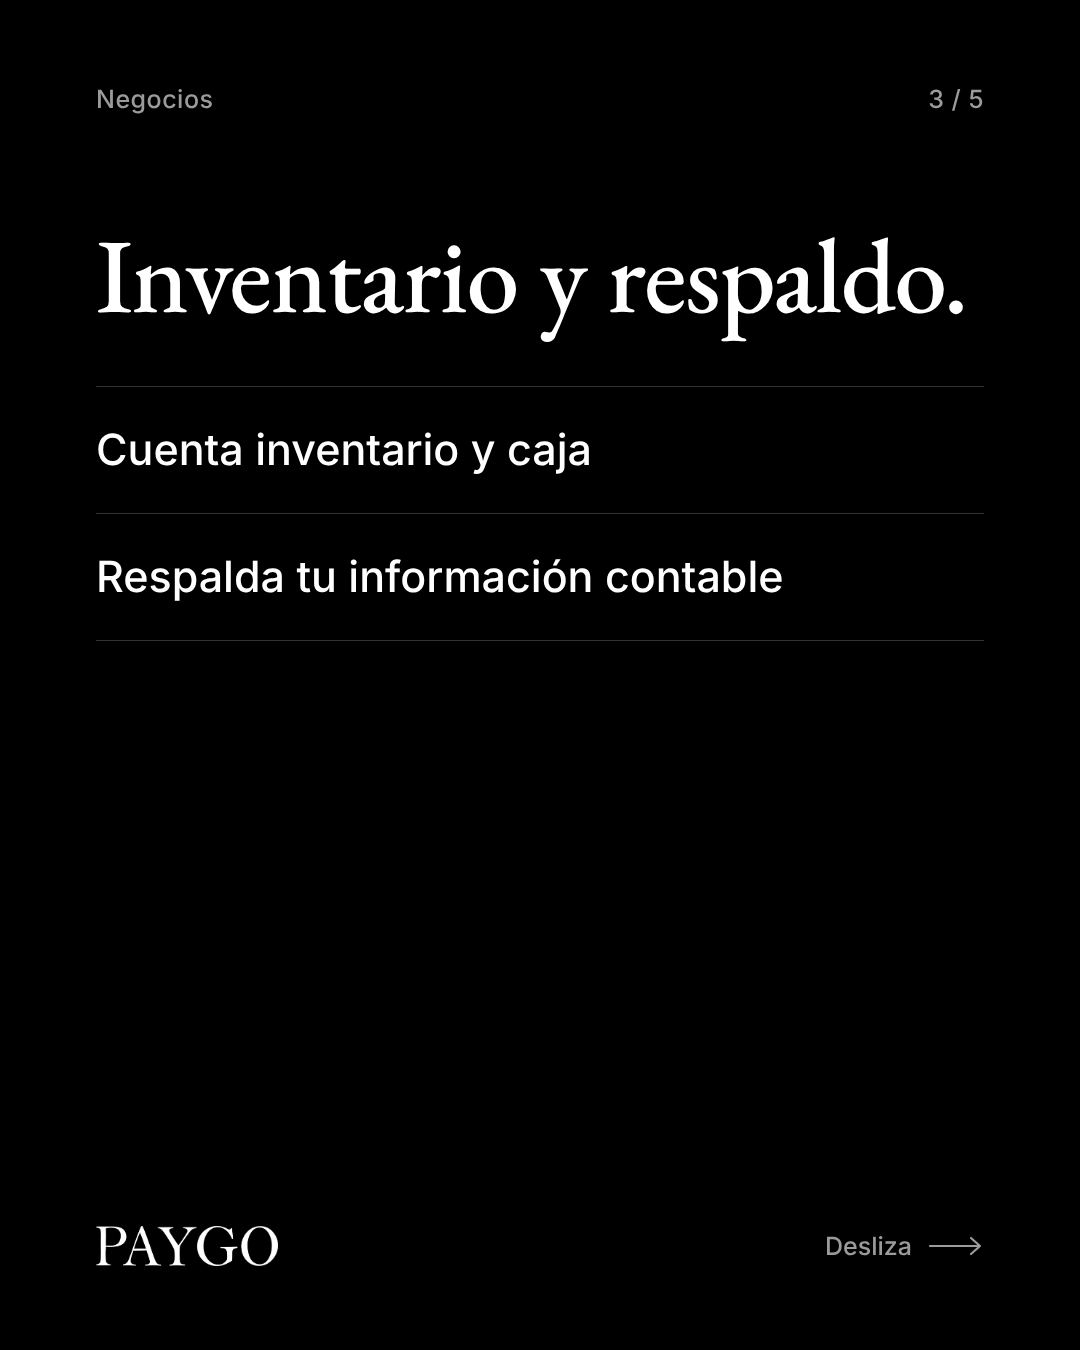 Negocios
3 / 5
Inventario y respaldo.
Cuenta inventario y caja
Respalda tu información contable
PAYGO
Desliza